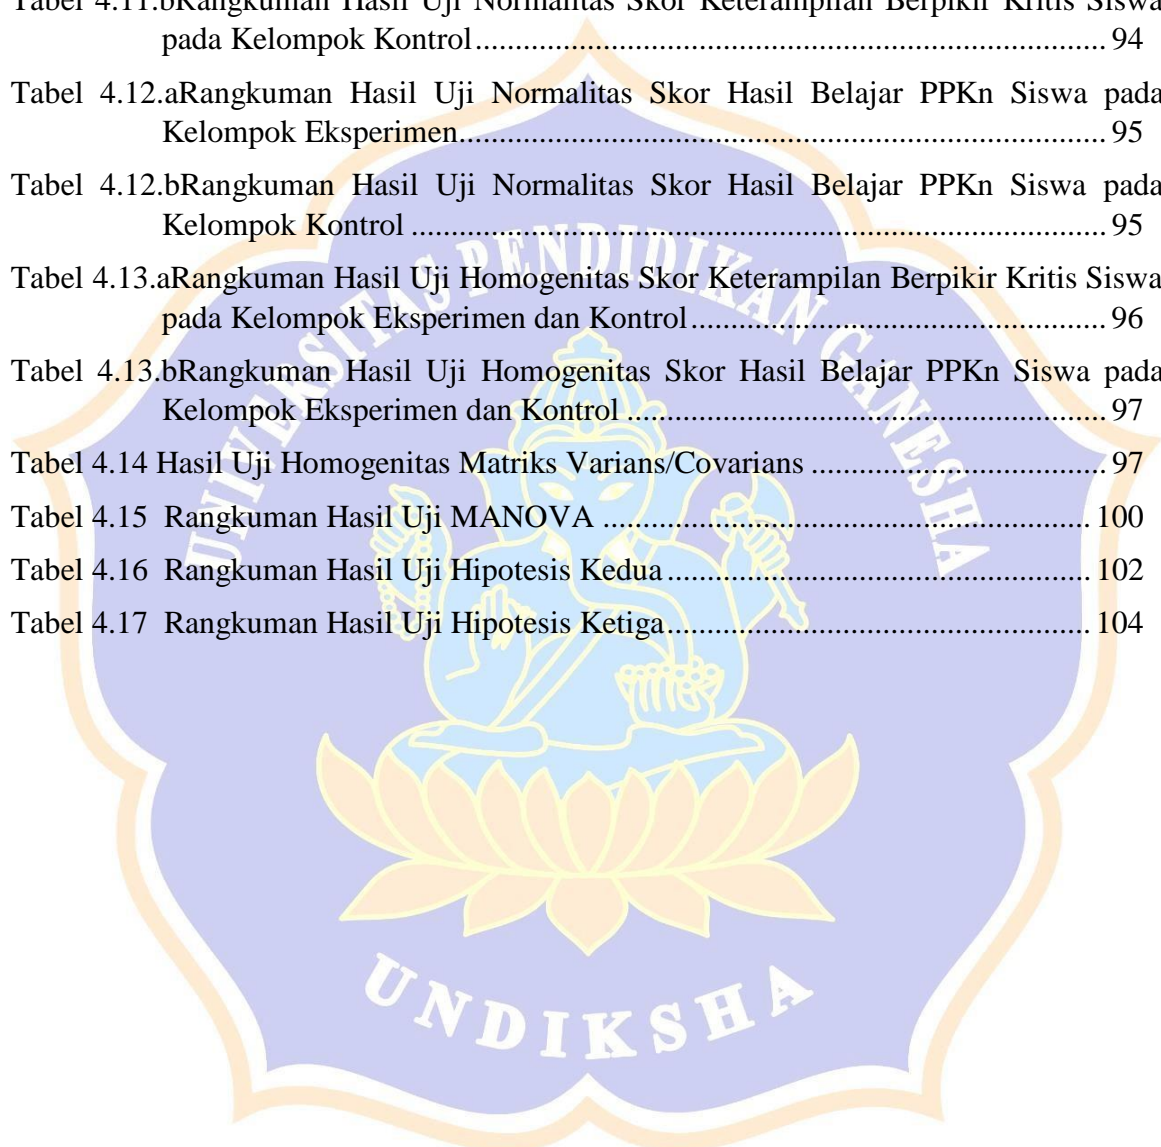 Tabel 4.11.bRangkuman Hasil Uji Normalitas Skor Keterampilan Berpikir Kritis Siswa
pada Kelompok Kontrol................................................................................ 94
Tabel 4.12.aRangkuman Hasil Uji Normalitas Skor Hasil Belajar PPKn Siswa pada
Kelompok Eksperimen.................................................................................. 95
Tabel 4.12.bRangkuman Hasil Uji Normalitas Skor Hasil Belajar PPKn Siswa pada
Kelompok Kontrol ........................................................................................ 95
Tabel 4.13.aRangkuman Hasil Uji Homogenitas Skor Keterampilan Berpikir Kritis Siswa
pada Kelompok Eksperimen dan Kontrol..................................................... 96
Tabel 4.13.bRangkuman Hasil Uji Homogenitas Skor Hasil Belajar PPKn Siswa pada
Kelompok Eksperimen dan Kontrol ............................................................. 97
Tabel 4.14 Hasil Uji Homogenitas Matriks Varians/Covarians ..................................... 97
Tabel 4.15 Rangkuman Hasil Uji MANOVA .............................................................. 100
Tabel 4.16 Rangkuman Hasil Uji Hipotesis Kedua ...................................................... 102
Tabel 4.17 Rangkuman Hasil Uji Hipotesis Ketiga...................................................... 104
UNIVERSITAS PENDIDIKAN GANESHA
UNDIKSHA